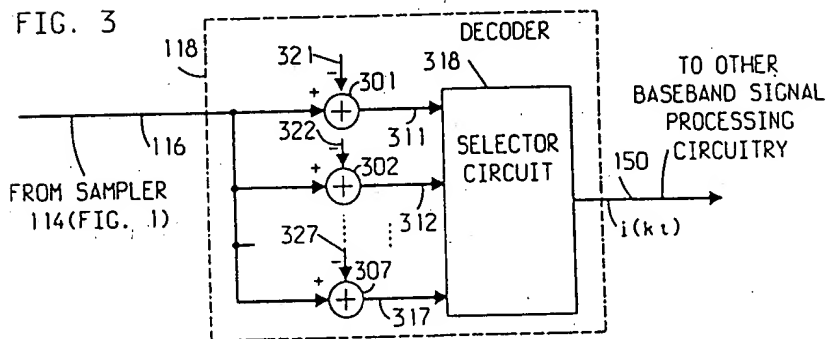 FIG. 3
DECODER
118
321
−
+
301
318
TO OTHER
BASEBAND SIGNAL
PROCESSING
CIRCUITRY
116
322
−
311
+
302
SELECTOR
CIRCUIT
150
FROM SAMPLER
114(FIG. 1)
312
i(kt)
327
−
+
307
317